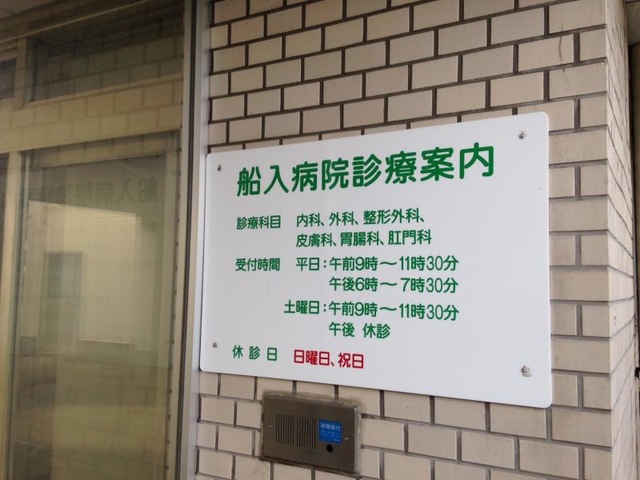 船入病院診療案内
診療科目 内科、外科、整形外科、
皮膚科、胃腸科、肛門科
受付時間 平日：午前9時～11時30分
午後6時～7時30分
土曜日：午前9時～11時30分
午後 休診
休診日 日曜日、祝日